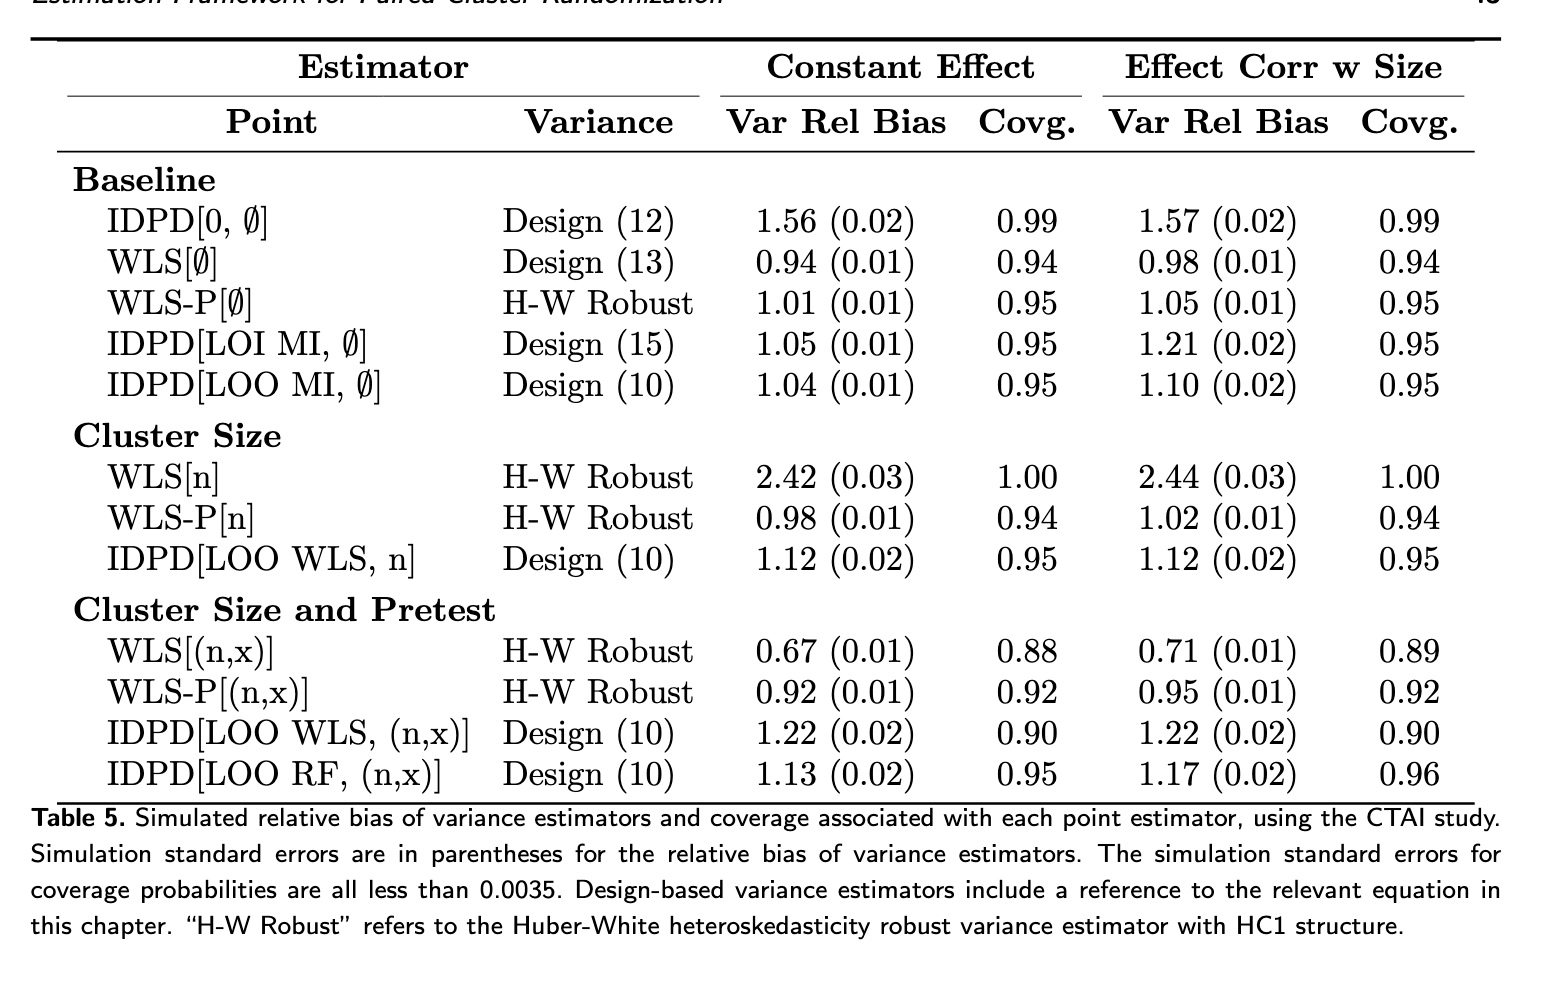 Estimation Framework for Paired Cluster Randomization
Estimator Constant Effect Effect Corr w Size
Point Variance Var Rel Bias Covg. Var Rel Bias Covg.
Baseline
IDPD[0, ∅] Design (12) 1.56 (0.02) 0.99 1.57 (0.02) 0.99
WLS[∅] Design (13) 0.94 (0.01) 0.94 0.98 (0.01) 0.94
WLS-P[∅] H-W Robust 1.01 (0.01) 0.95 1.05 (0.01) 0.95
IDPD[LOI MI, ∅] Design (15) 1.05 (0.01) 0.95 1.21 (0.02) 0.95
IDPD[LOO MI, ∅] Design (10) 1.04 (0.01) 0.95 1.10 (0.02) 0.95
Cluster Size
WLS[n] H-W Robust 2.42 (0.03) 1.00 2.44 (0.03) 1.00
WLS-P[n] H-W Robust 0.98 (0.01) 0.94 1.02 (0.01) 0.94
IDPD[LOO WLS, n] Design (10) 1.12 (0.02) 0.95 1.12 (0.02) 0.95
Cluster Size and Pretest
WLS[(n,x)] H-W Robust 0.67 (0.01) 0.88 0.71 (0.01) 0.89
WLS-P[(n,x)] H-W Robust 0.92 (0.01) 0.92 0.95 (0.01) 0.92
IDPD[LOO WLS, (n,x)] Design (10) 1.22 (0.02) 0.90 1.22 (0.02) 0.90
IDPD[LOO RF, (n,x)] Design (10) 1.13 (0.02) 0.95 1.17 (0.02) 0.96
Table 5. Simulated relative bias of variance estimators and coverage associated with each point estimator, using the CTAI study.
Simulation standard errors are in parentheses for the relative bias of variance estimators. The simulation standard errors for
coverage probabilities are all less than 0.0035. Design-based variance estimators include a reference to the relevant equation in
this chapter. “H-W Robust” refers to the Huber-White heteroskedasticity robust variance estimator with HC1 structure.